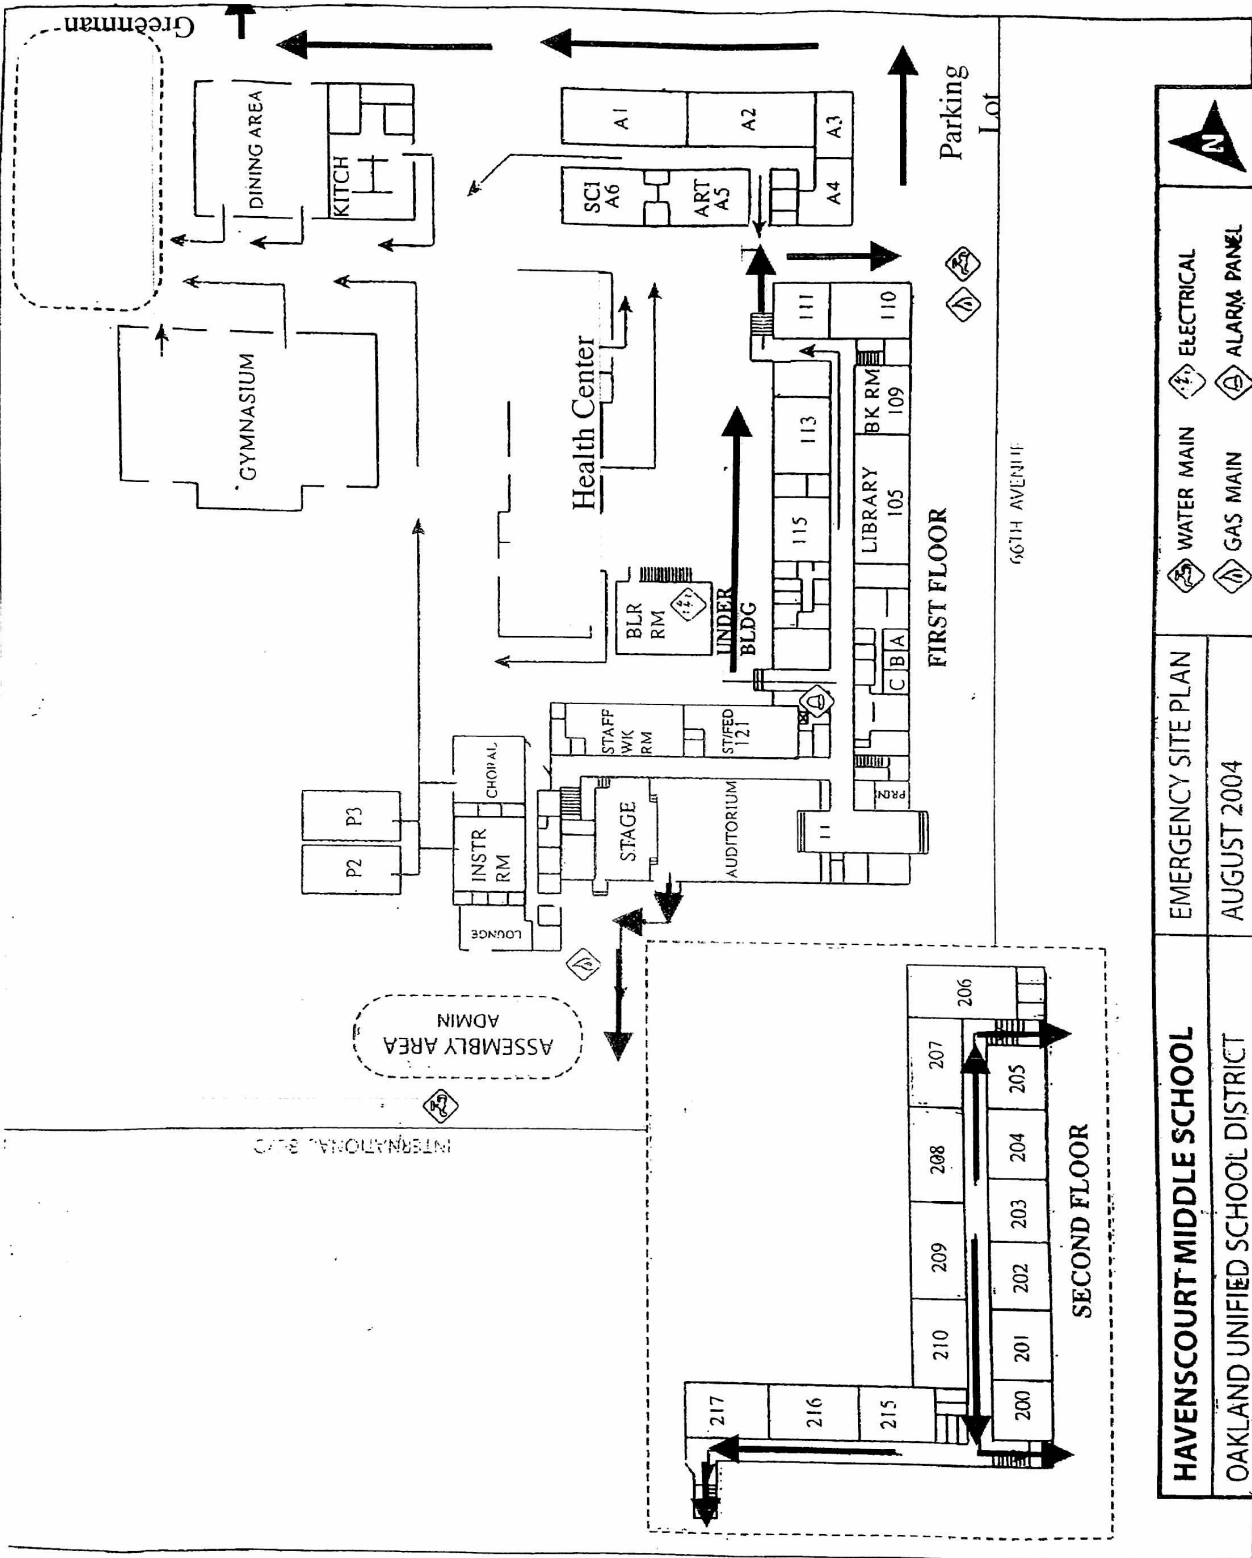 Greenman
DINING AREA
KITCH
GYMNASIUM
A1
A2
A3
A4
SCI
A6
ART
A5
Parking
Lot
Health Center
BLR
RM
UNDER
BLDG
111
110
113
115
BK RM
109
LIBRARY
105
C B A
FIRST FLOOR
66TH AVENUE
P3
P2
CHORAL
INSTR
RM
LOUNGE
STAFF
WK
RM
ST/FED
121
STAGE
AUDITORIUM
11
PRIN
ASSEMBLY AREA
ADMIN
INTERNATIONAL BLVD
206
207
208
209
210
205
204
203
202
201
200
217
216
215
SECOND FLOOR
HAVENSCOURT MIDDLE SCHOOL
OAKLAND UNIFIED SCHOOL DISTRICT
EMERGENCY SITE PLAN
AUGUST 2004
WATER MAIN
ELECTRICAL
GAS MAIN
ALARM PANEL
N